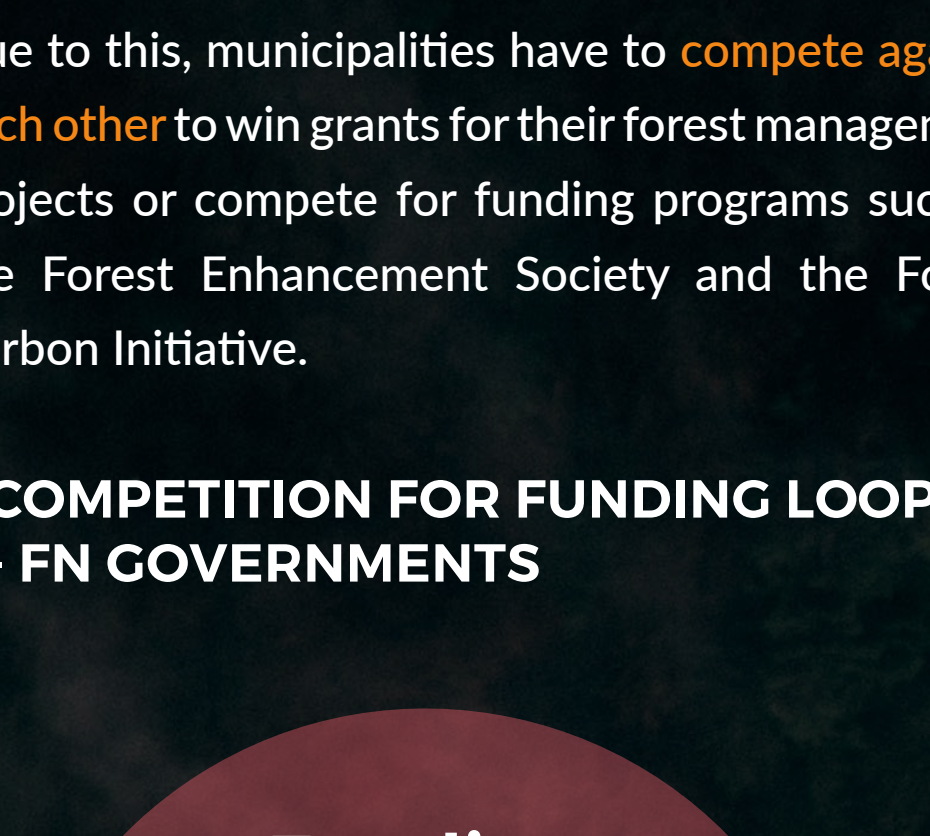 ue to this, municipalities have to compete aga
ch other to win grants for their forest manager
ojects or compete for funding programs suc
e Forest Enhancement Society and the Fo
rbon Initiative.
COMPETITION FOR FUNDING LOOP
- FN GOVERNMENTS